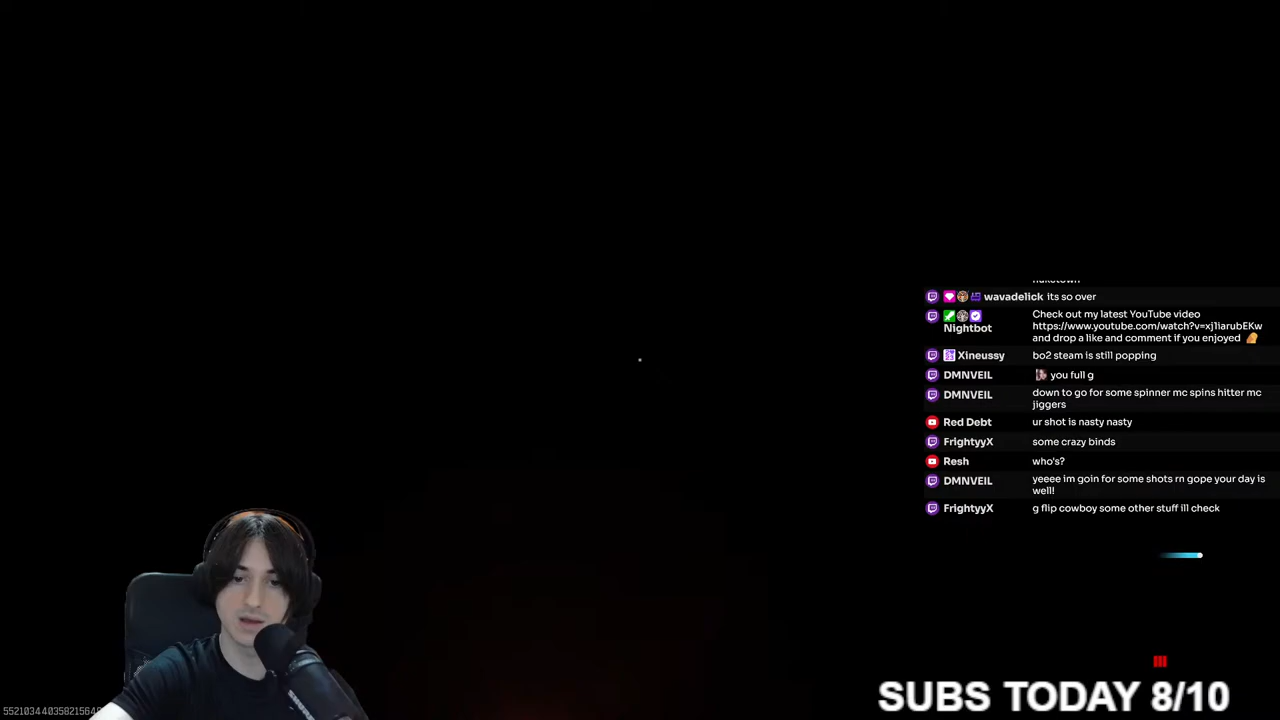 wavadelick its so over
Check out my latest YouTube video
Nightbot https://www.youtube.com/watch?v=xj1iarubEKw
and drop a like and comment if you enjoyed
Xineussy bo2 steam is still popping
DMNVEIL you full g
DMNVEIL down to go for some spinner mc spins hitter mc
jiggers
Red Debt ur shot is nasty nasty
FrightyyX some crazy binds
Resh who's?
DMNVEIL yeeee im goin for some shots rn gope your day is
well!
FrightyyX g flip cowboy some other stuff ill check
SUBS TODAY 8/10